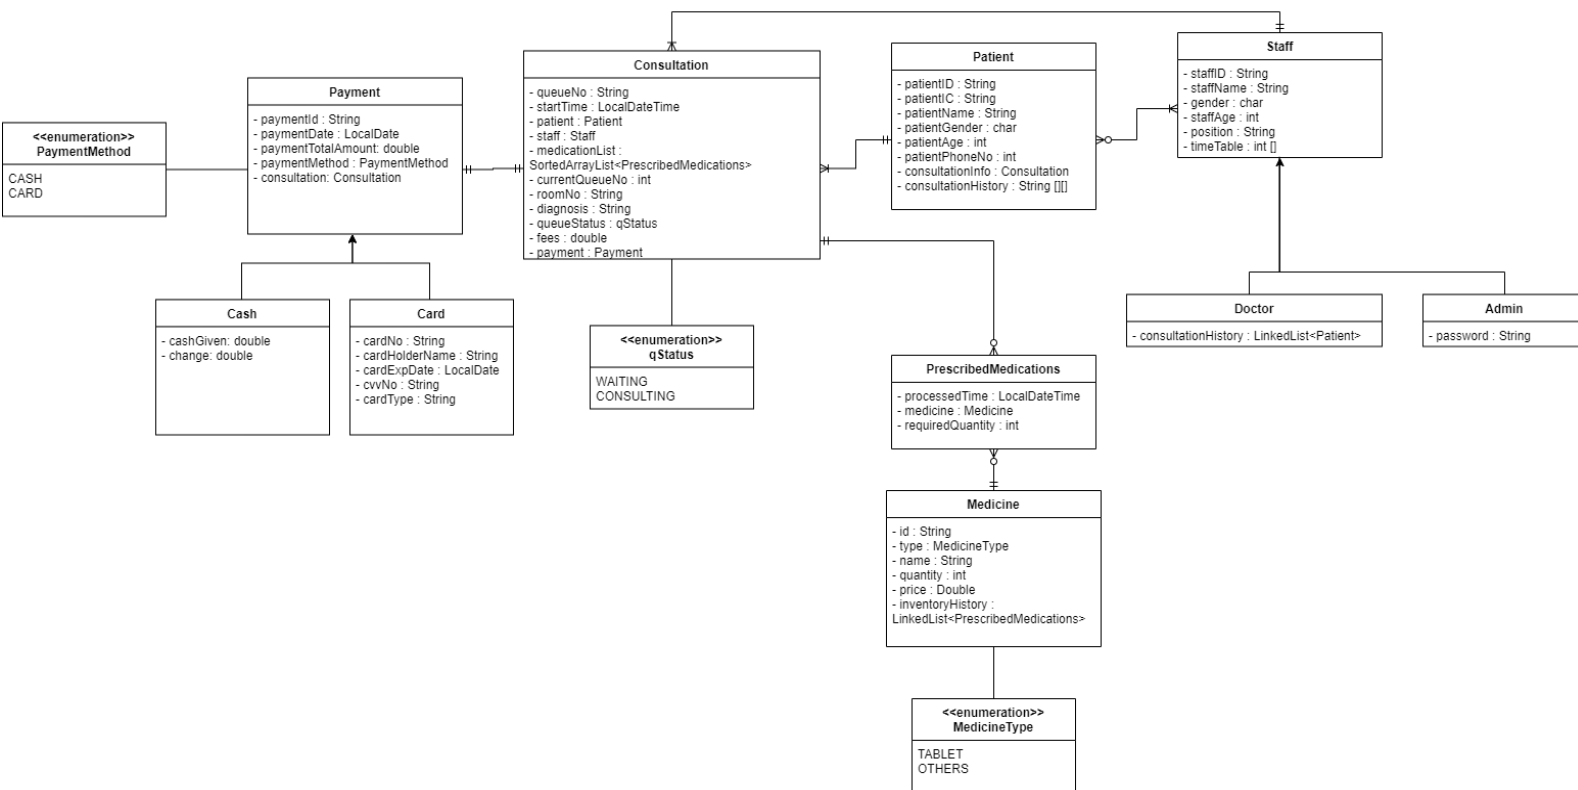 <<enumeration>>
PaymentMethod
CASH
CARD
Payment
- paymentId : String
- paymentDate : LocalDate
- paymentTotalAmount: double
- paymentMethod : PaymentMethod
- consultation: Consultation
Cash
- cashGiven: double
- change: double
Card
- cardNo : String
- cardHolderName : String
- cardExpDate : LocalDate
- cvvNo : String
- cardType : String
Consultation
- queueNo : String
- startTime : LocalDateTime
- patient : Patient
- staff : Staff
- medicationList :
SortedArrayList<PrescribedMedications>
- currentQueueNo : int
- roomNo : String
- diagnosis : String
- queueStatus : qStatus
- fees : double
- payment : Payment
<<enumeration>>
qStatus
WAITING
CONSULTING
Patient
- patientID : String
- patientIC : String
- patientName : String
- patientGender : char
- patientAge : int
- patientPhoneNo : int
- consultationInfo : Consultation
- consultationHistory : String [][]
Staff
- staffID : String
- staffName : String
- gender : char
- staffAge : int
- position : String
- timeTable : int []
Doctor
- consultationHistory : LinkedList<Patient>
Admin
- password : String
PrescribedMedications
- processedTime : LocalDateTime
- medicine : Medicine
- requiredQuantity : int
Medicine
- id : String
- type : MedicineType
- name : String
- quantity : int
- price : Double
- inventoryHistory :
LinkedList<PrescribedMedications>
<<enumeration>>
MedicineType
TABLET
OTHERS